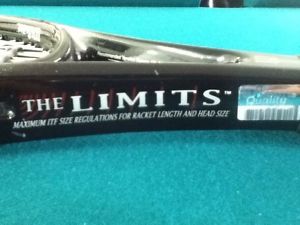 THE LIMITS™
MAXIMUM ITF SIZE REGULATIONS FOR RACKET LENGTH AND HEAD SIZE
Quality